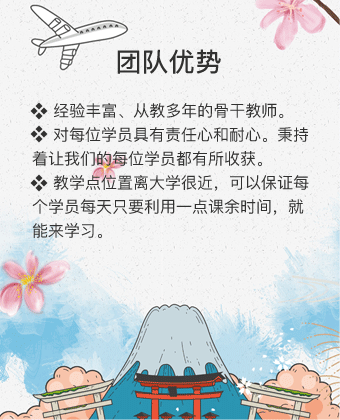 团队优势
❖ 经验丰富、从教多年的骨干教师。
❖ 对每位学员具有责任心和耐心。秉持
着让我们的每位学员都有所收获。
❖ 教学点位置离大学很近，可以保证每
个学员每天只要利用一点课余时间，就
能来学习。